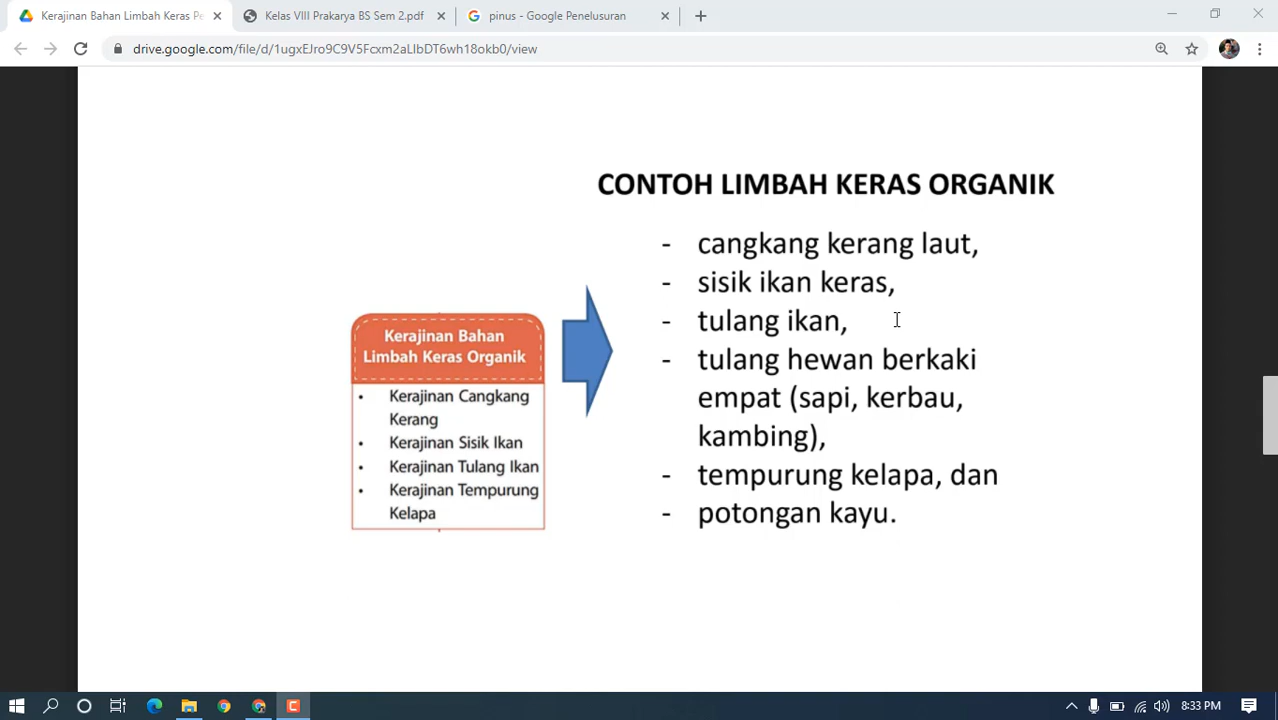 Kerajinan Bahan Limbah Keras Pe
Kelas VIII Prakarya BS Sem 2.pdf
pinus - Google Penelusuran
drive.google.com/file/d/1ugxEJro9C9V5Fcxm2aLlbDT6wh18okb0/view
CONTOH LIMBAH KERAS ORGANIK
- cangkang kerang laut,
- sisik ikan keras,
- tulang ikan,
- tulang hewan berkaki
empat (sapi, kerbau,
kambing),
- tempurung kelapa, dan
- potongan kayu.
Kerajinan Bahan
Limbah Keras Organik
• Kerajinan Cangkang
Kerang
• Kerajinan Sisik Ikan
• Kerajinan Tulang Ikan
• Kerajinan Tempurung
Kelapa
8:33 PM